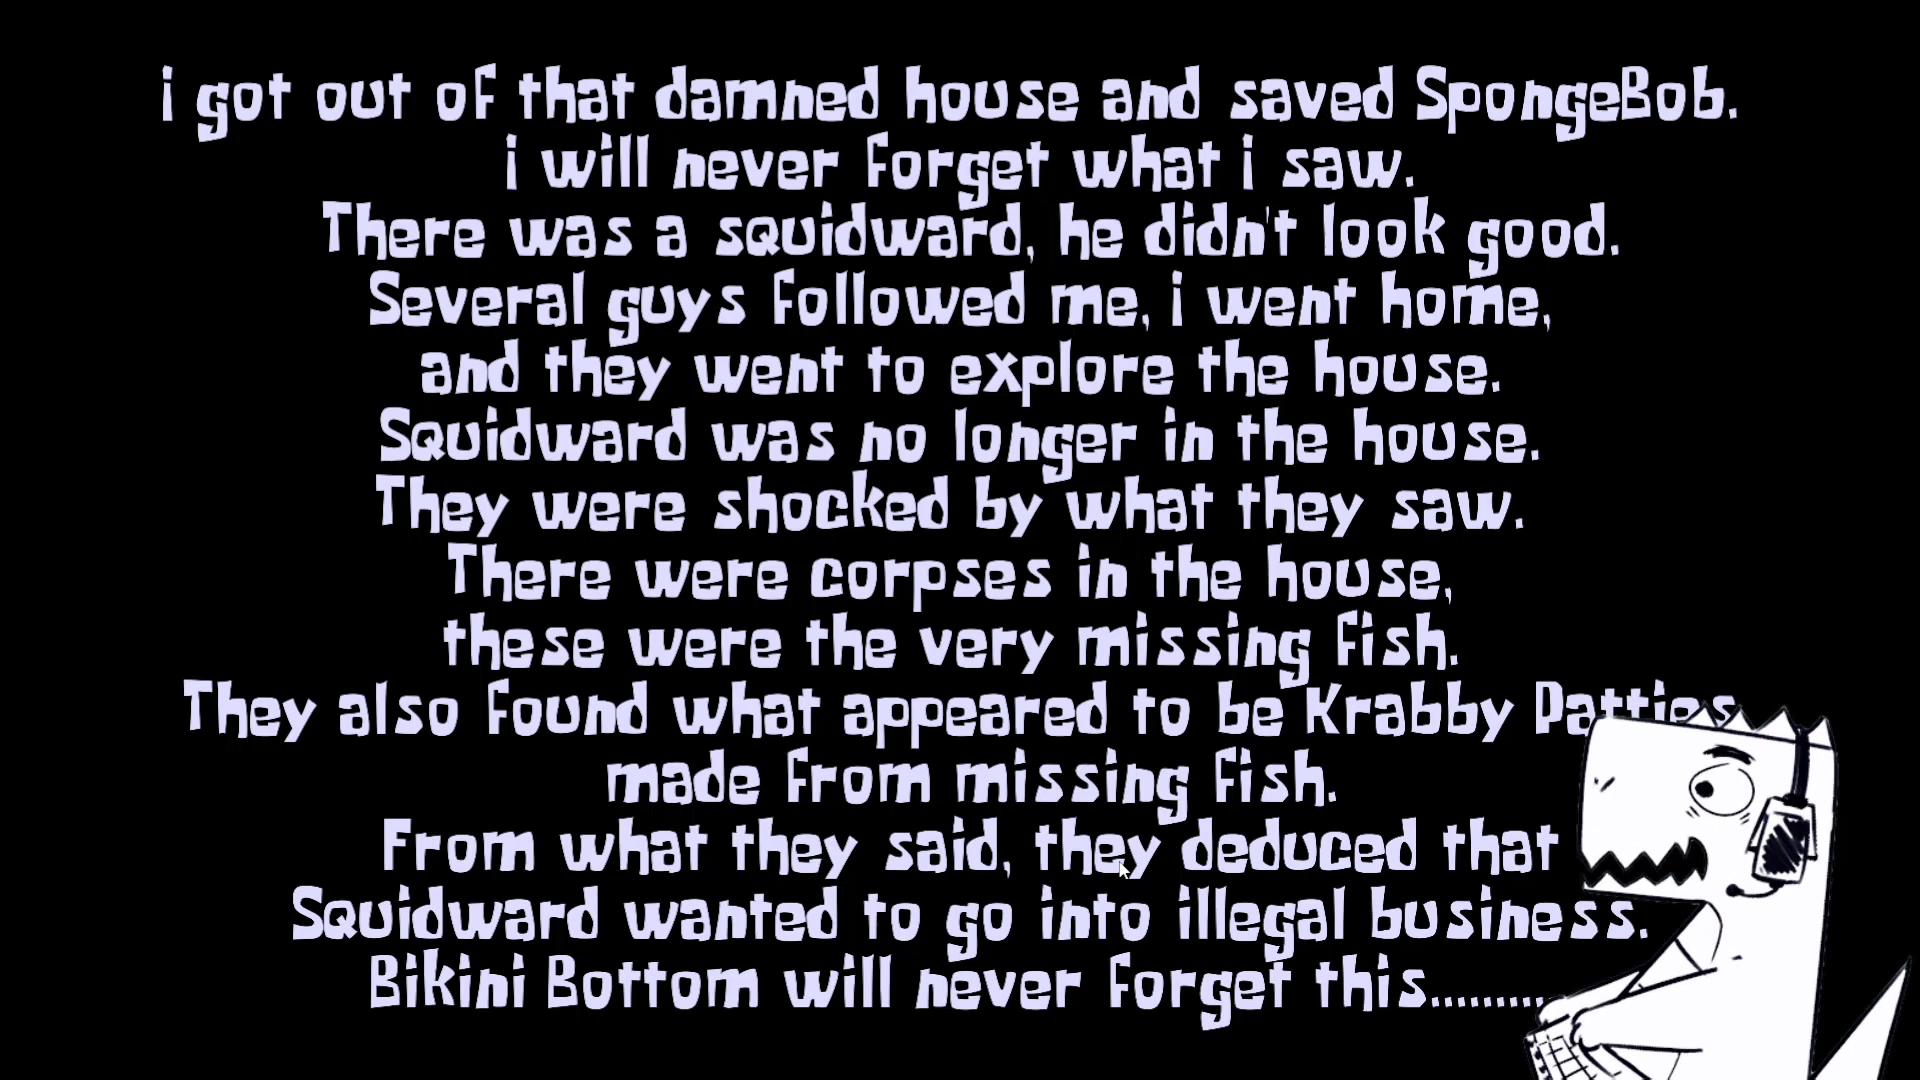 i got out of that damned house and saved SpongeBob.
i will never forget what i saw.
There was a squidward, he didn't look good.
Several guys followed me, i went home,
and they went to explore the house.
Squidward was no longer in the house.
They were shocked by what they saw.
There were corpses in the house,
these were the very missing fish.
They also found what appeared to be Krabby Patties
made from missing fish.
From what they said, they deduced that
Squidward wanted to go into illegal business.
Bikini Bottom will never forget this..........